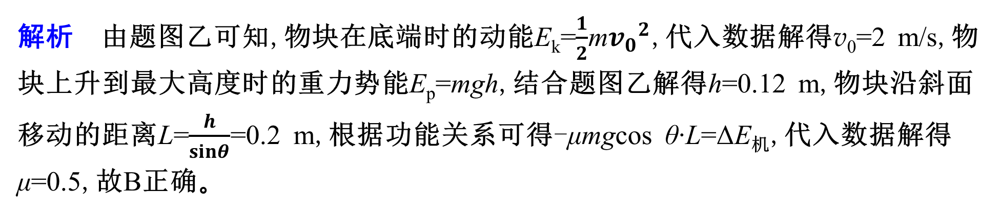 解析 由题图乙可知, 物块在底端时的动能Eₖ=½mv₀², 代入数据解得v₀=2 m/s, 物
块上升到最大高度时的重力势能Eₚ=mgh, 结合题图乙解得h=0.12 m, 物块沿斜面
移动的距离L=h/sinθ=0.2 m, 根据功能关系可得-μmgcos θ·L=ΔE机, 代入数据解得
μ=0.5, 故B正确。